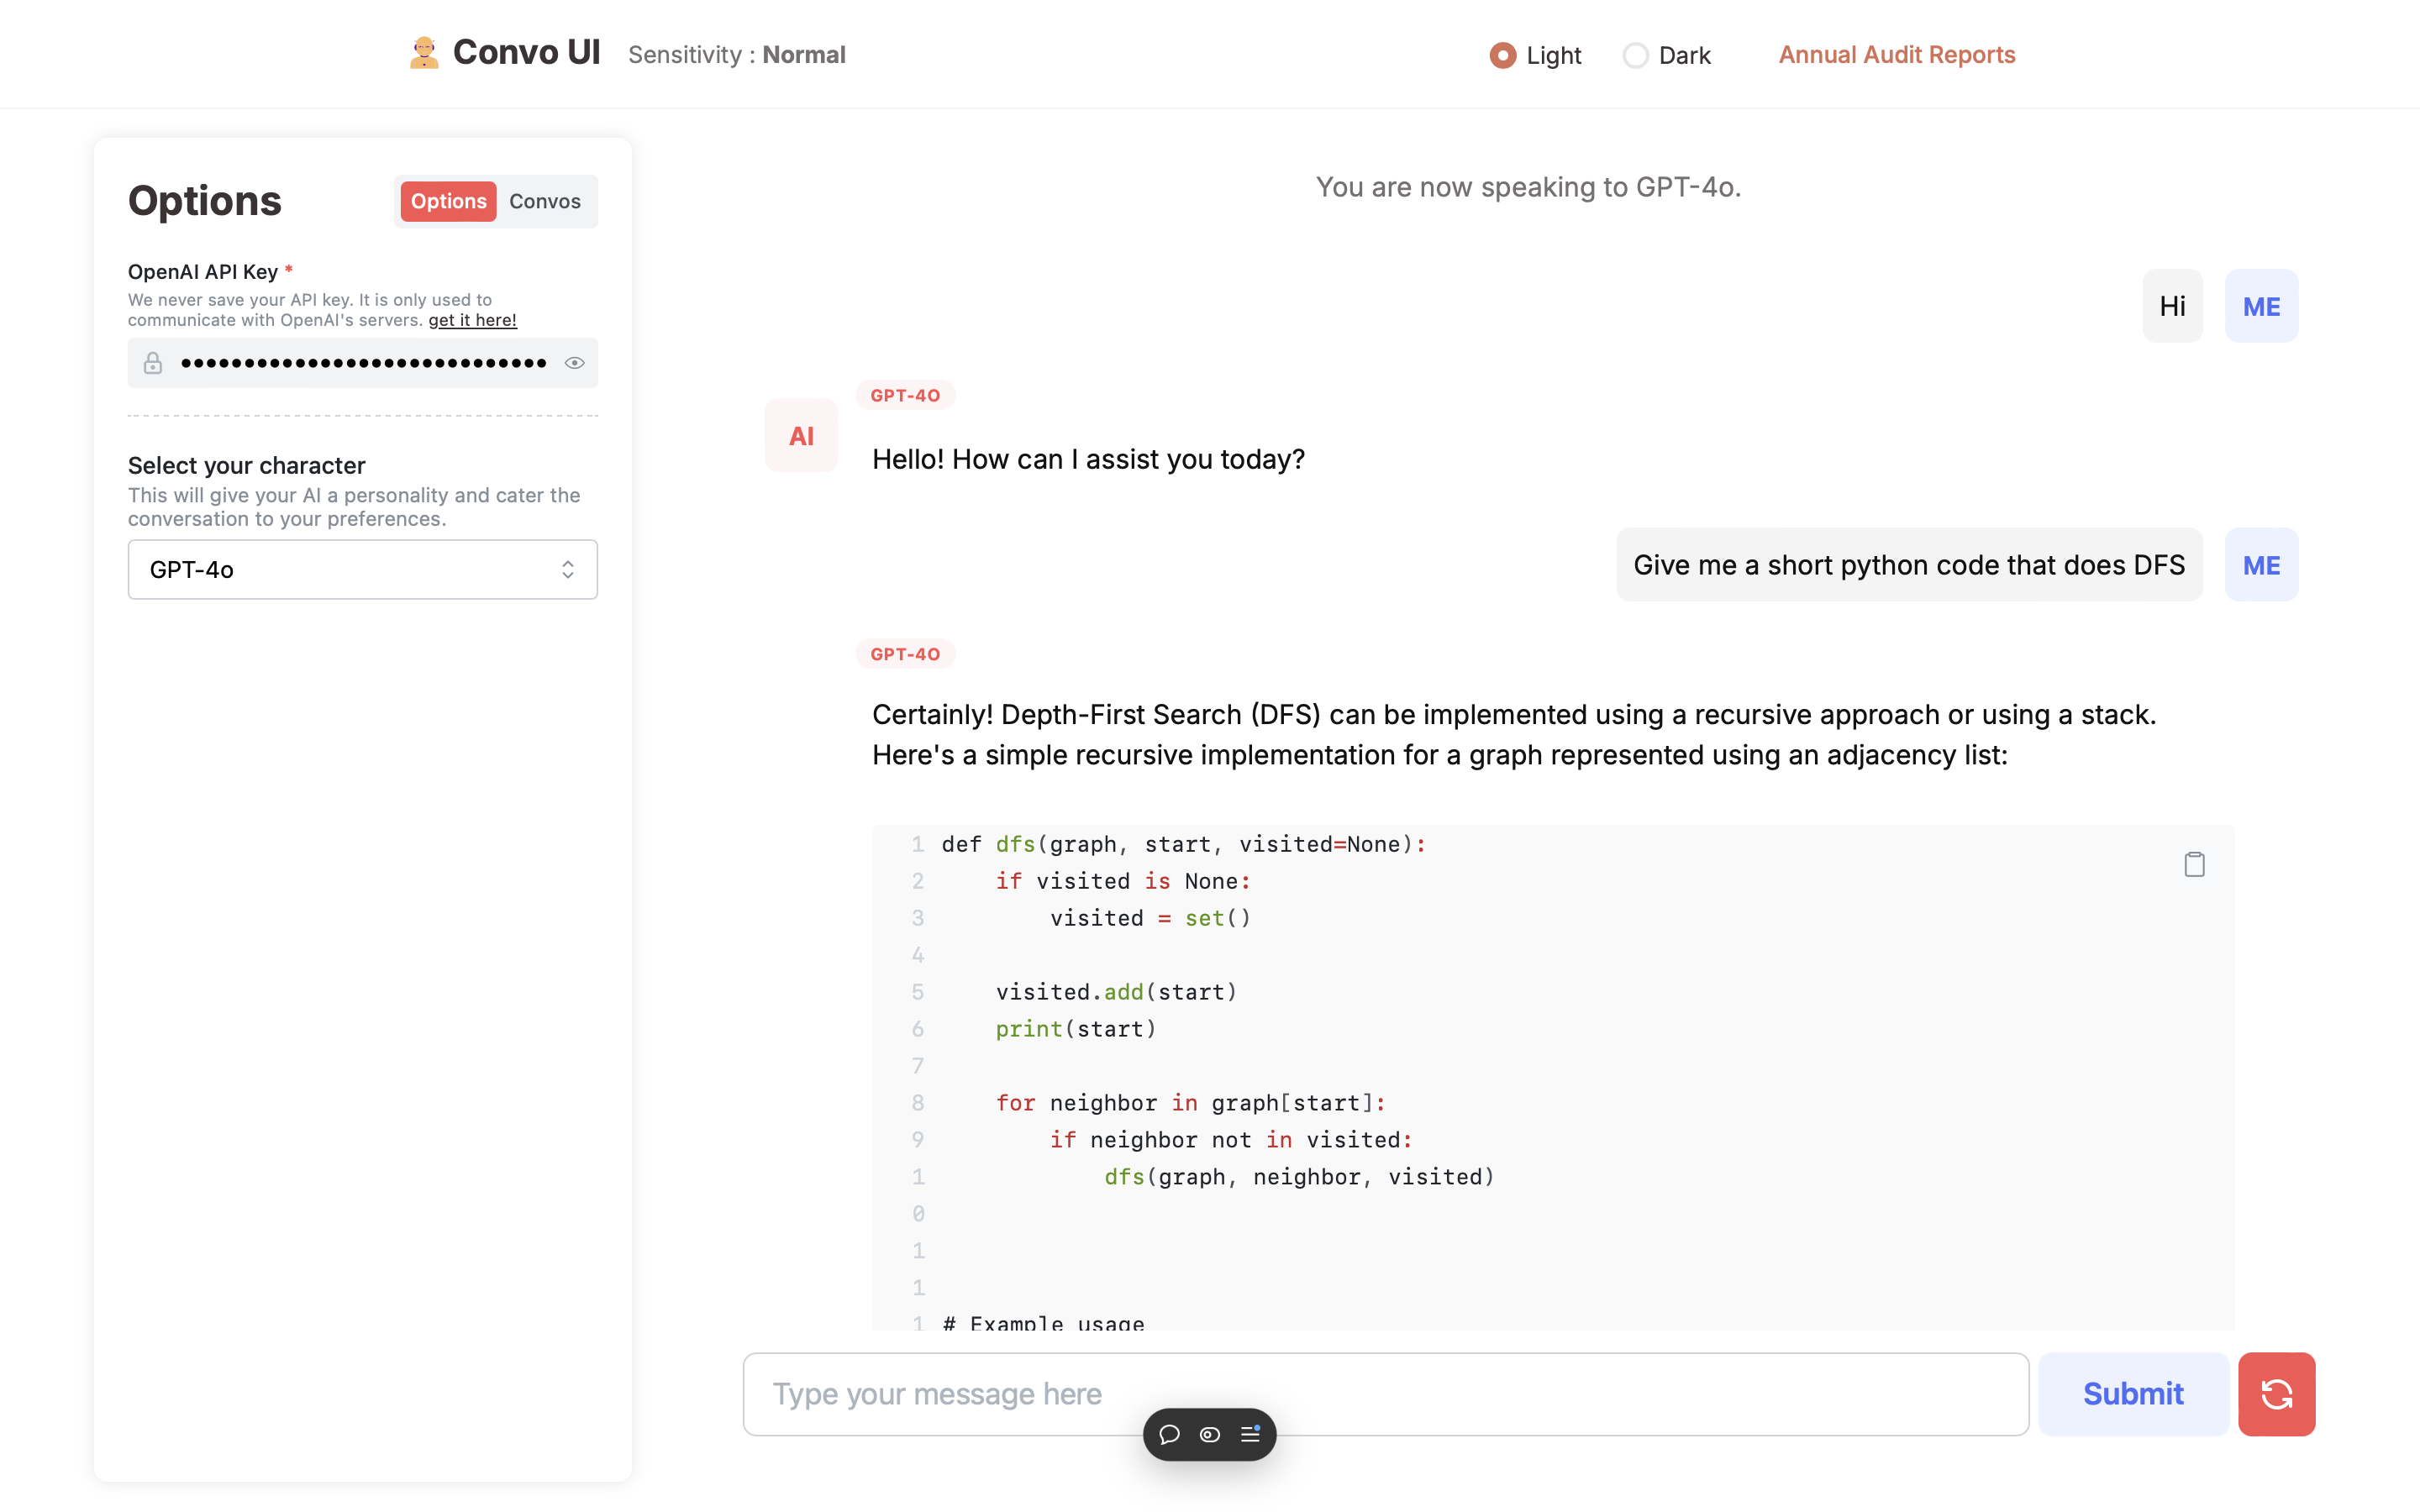 Convo UI
Sensitivity : Normal
Light
Dark
Annual Audit Reports
Options
Options
Convos
OpenAI API Key *
We never save your API key. It is only used to
communicate with OpenAI's servers. get it here!
Select your character
This will give your AI a personality and cater the
conversation to your preferences.
GPT-4o
You are now speaking to GPT-4o.
Hi
ME
GPT-4O
AI
Hello! How can I assist you today?
Give me a short python code that does DFS
ME
GPT-4O
Certainly! Depth-First Search (DFS) can be implemented using a recursive approach or using a stack.
Here's a simple recursive implementation for a graph represented using an adjacency list:
1 def dfs(graph, start, visited=None):
2     if visited is None:
3         visited = set()
4
5     visited.add(start)
6     print(start)
7
8     for neighbor in graph[start]:
9         if neighbor not in visited:
1             dfs(graph, neighbor, visited)
0
1
1
1 # Example usage
Type your message here
Submit